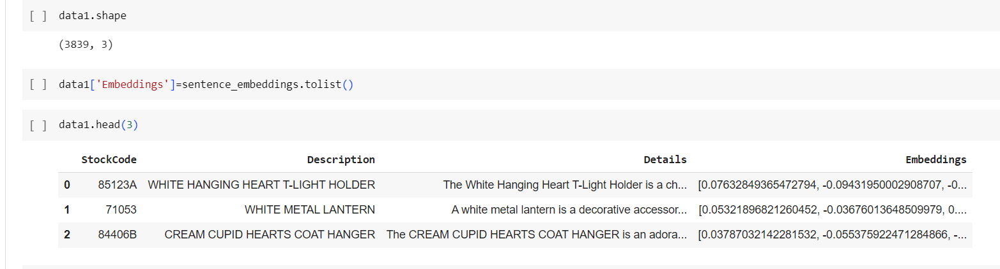 [ ] data1.shape
(3839, 3)
[ ] data1['Embeddings']=sentence_embeddings.tolist()
[ ] data1.head(3)
StockCode Description Details Embeddings
0 85123A WHITE HANGING HEART T-LIGHT HOLDER The White Hanging Heart T-Light Holder is a ch... [0.07632849365472794, -0.09431950002908707, -0...
1 71053 WHITE METAL LANTERN A white metal lantern is a decorative accessor... [0.05321896821260452, -0.03676013648509979, 0....
2 84406B CREAM CUPID HEARTS COAT HANGER The CREAM CUPID HEARTS COAT HANGER is an adora... [0.03787032142281532, -0.055375922471284866, -...